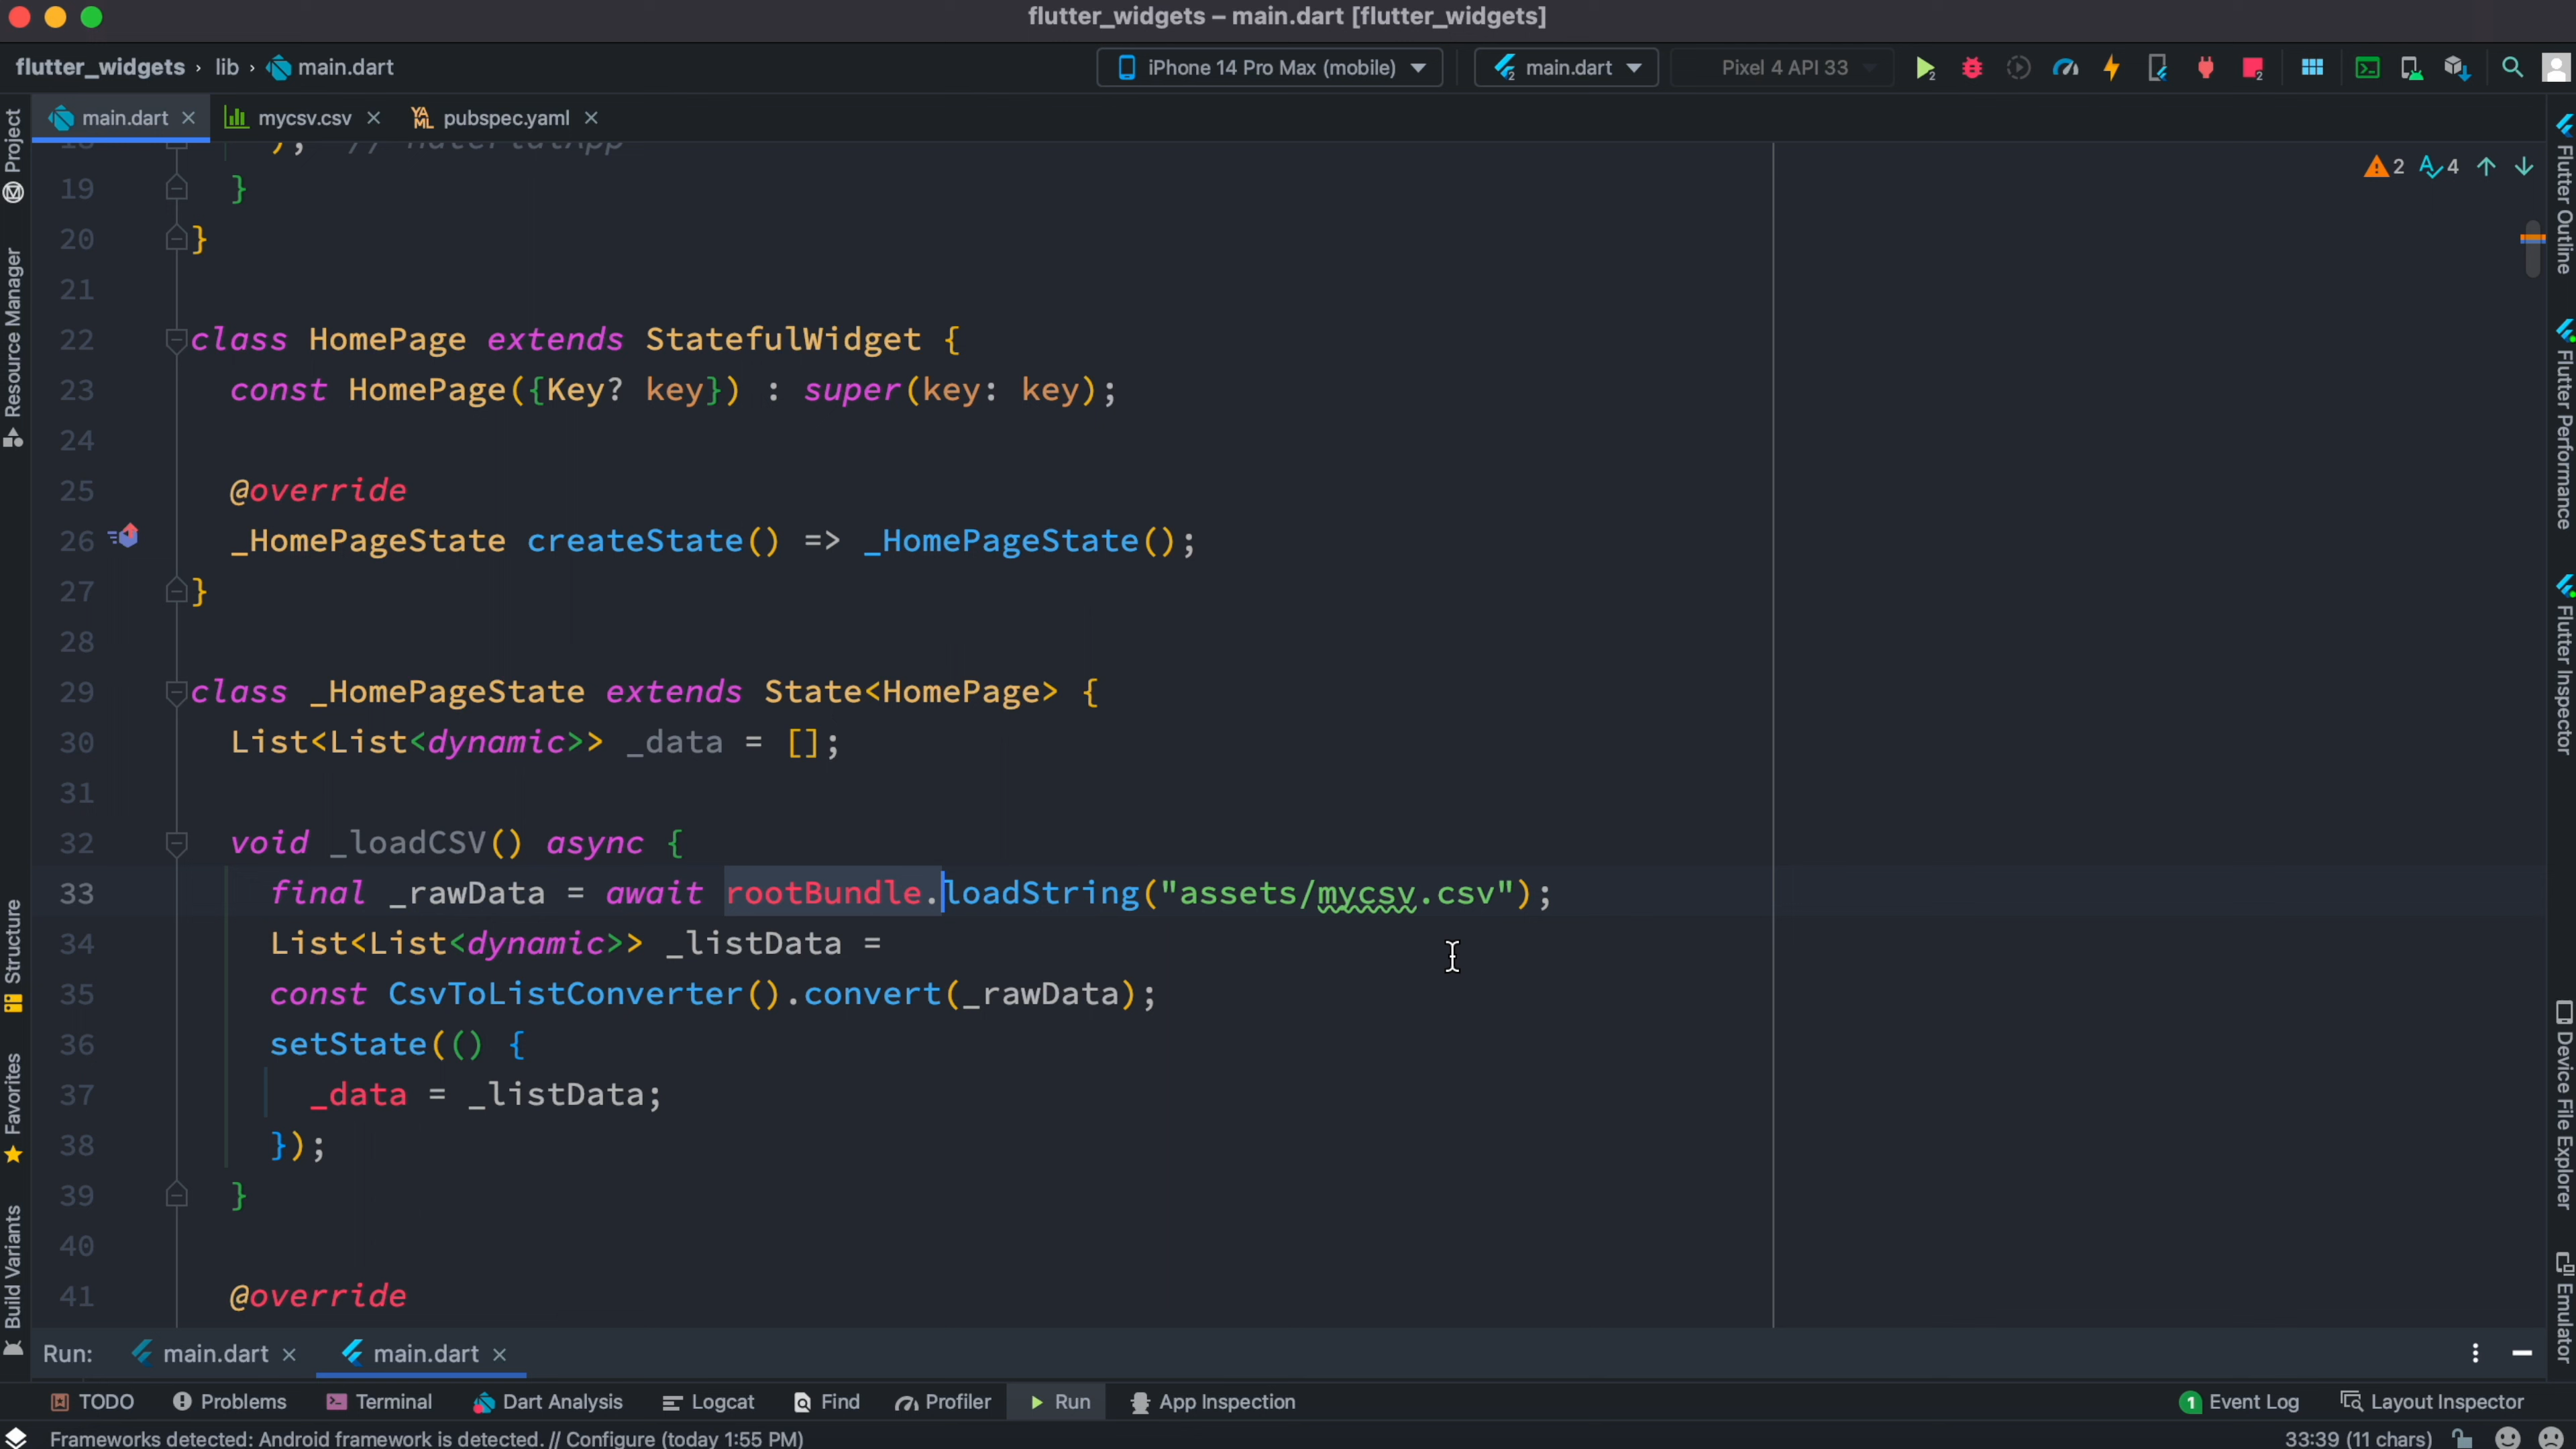 flutter_widgets – main.dart [flutter_widgets]
flutter_widgets › lib › main.dart
iPhone 14 Pro Max (mobile)
main.dart
Pixel 4 API 33
main.dart
mycsv.csv
pubspec.yaml
2 4
18 ); // MaterialApp
19 }
20 }
21
22 class HomePage extends StatefulWidget {
23 const HomePage({Key? key}) : super(key: key);
24
25 @override
26 _HomePageState createState() => _HomePageState();
27 }
28
29 class _HomePageState extends State<HomePage> {
30 List<List<dynamic>> _data = [];
31
32 void _loadCSV() async {
33 final _rawData = await rootBundle.loadString("assets/mycsv.csv");
34 List<List<dynamic>> _listData =
35 const CsvToListConverter().convert(_rawData);
36 setState(() {
37 _data = _listData;
38 });
39 }
40
41 @override
Project
Resource Manager
Structure
Favorites
Build Variants
Flutter Outline
Flutter Performance
Flutter Inspector
Device File Explorer
Emulator
Run: main.dart main.dart
TODO Problems Terminal Dart Analysis Logcat Find Profiler Run App Inspection 1 Event Log Layout Inspector
Frameworks detected: Android framework is detected. // Configure (today 1:55 PM) 33:39 (11 chars)